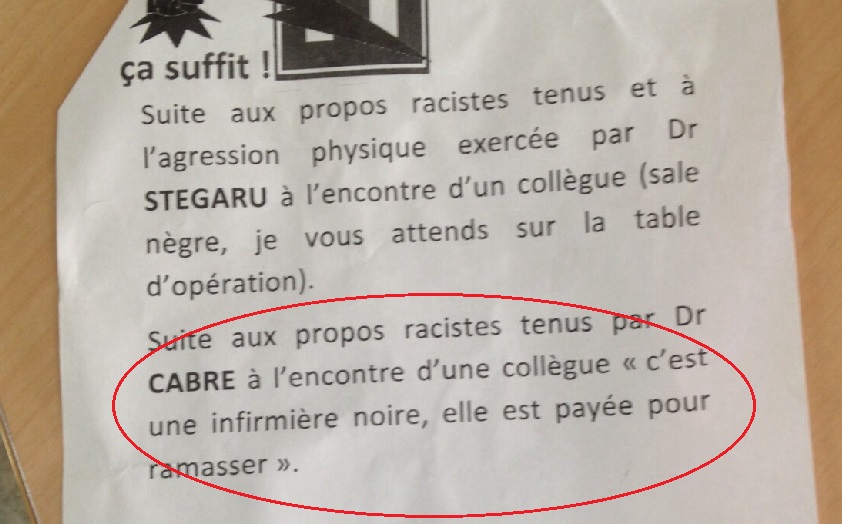 ça suffit !
Suite aux propos racistes tenus et à
l'agression physique exercée par Dr
STEGARU à l'encontre d'un collègue (sale
nègre, je vous attends sur la table
d'opération).
Suite aux propos racistes tenus par Dr
CABRE à l'encontre d'une collègue « c'est
une infirmière noire, elle est payée pour
ramasser ».